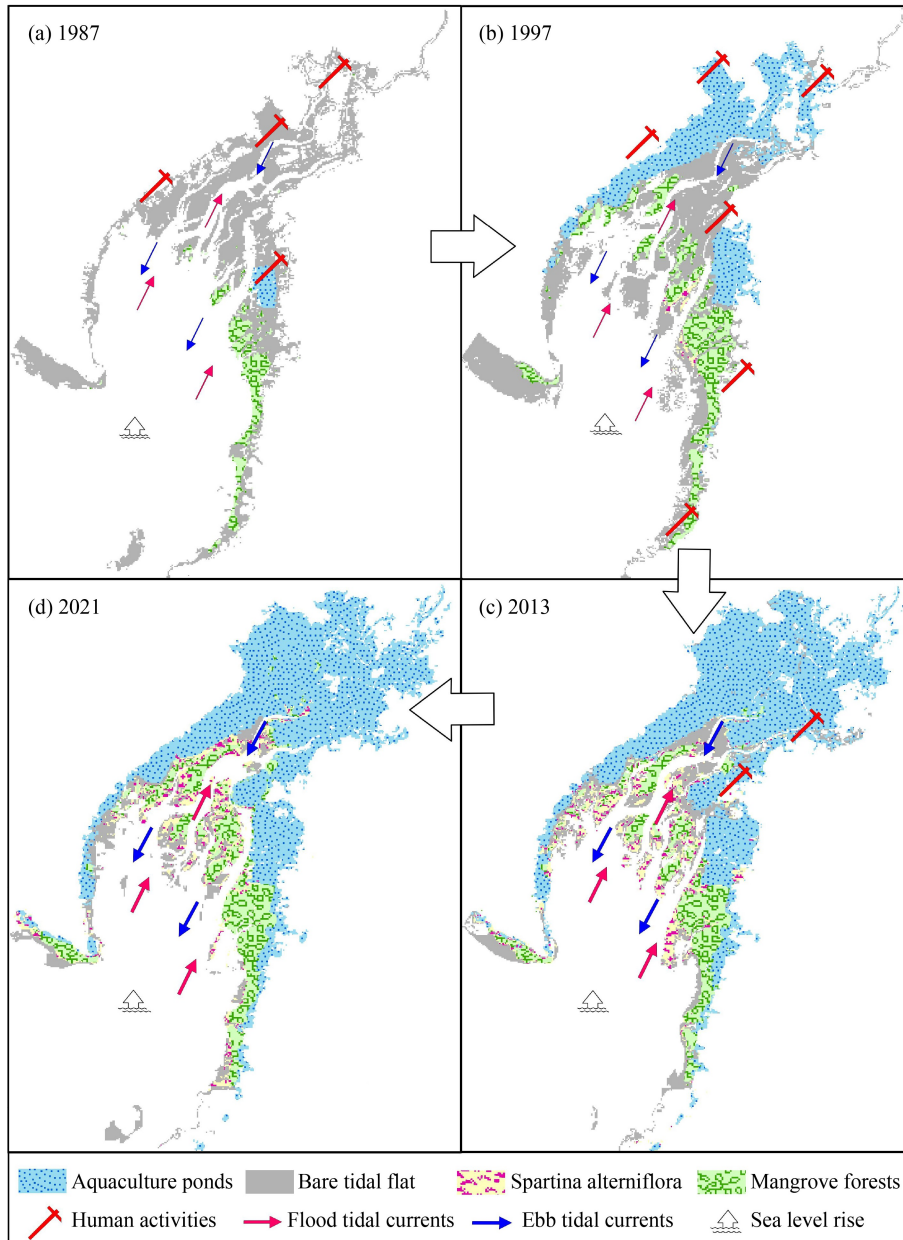 (a) 1987
(b) 1997
(d) 2021
(c) 2013
Aquaculture ponds
Bare tidal flat
Spartina alterniflora
Mangrove forests
Human activities
Flood tidal currents
Ebb tidal currents
Sea level rise